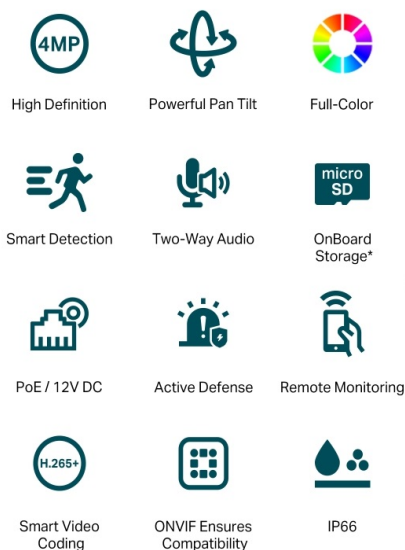 4MP
High Definition
Powerful Pan Tilt
Full-Color
Smart Detection
Two-Way Audio
micro
SD
OnBoard
Storage*
PoE / 12V DC
Active Defense
Remote Monitoring
H.265+
Smart Video
Coding
ONVIF Ensures
Compatibility
IP66